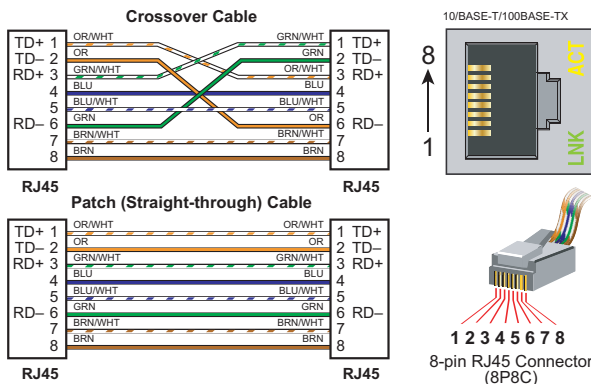 Crossover Cable
TD+ 1 OR/WHT GRN/WHT 1 TD+
TD– 2 OR GRN 2 TD–
RD+ 3 GRN/WHT OR/WHT 3 RD+
4 BLU BLU 4
5 BLU/WHT BLU/WHT 5
RD– 6 GRN OR 6 RD–
7 BRN/WHT BRN/WHT 7
8 BRN BRN 8
RJ45 RJ45
10/BASE-T/100BASE-TX
8
1
ACT
LNK
Patch (Straight-through) Cable
TD+ 1 OR/WHT OR/WHT 1 TD+
TD– 2 OR OR 2 TD–
RD+ 3 GRN/WHT GRN/WHT 3 RD+
4 BLU BLU 4
5 BLU/WHT BLU/WHT 5
RD– 6 GRN GRN 6 RD–
7 BRN/WHT BRN/WHT 7
8 BRN BRN 8
RJ45 RJ45
1 2 3 4 5 6 7 8
8-pin RJ45 Connector
(8P8C)